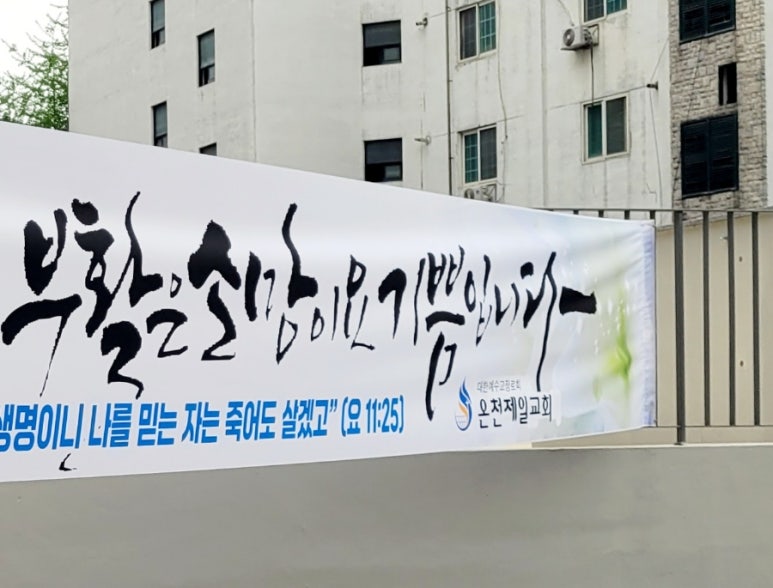 부활은 소망이요 기쁨입니다
생명이니 나를 믿는 자는 죽어도 살겠고” (요 11:25)
대한예수교장로회
온천제일교회